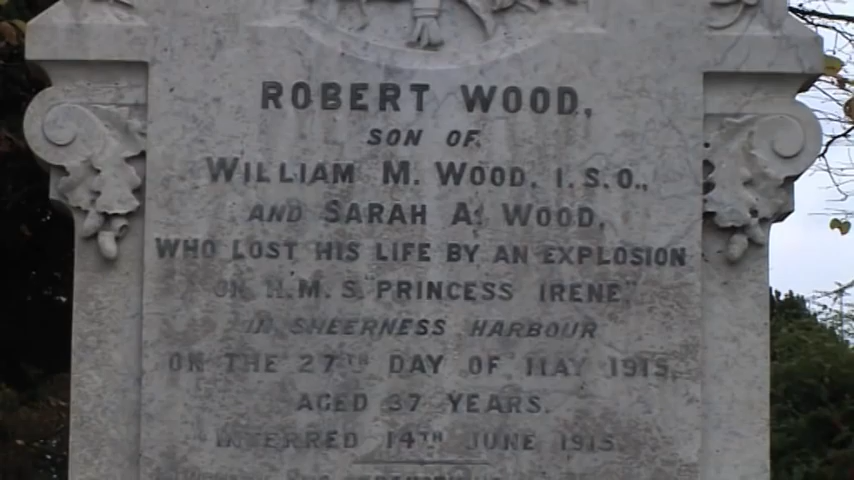 ROBERT WOOD,
SON OF
WILLIAM M. WOOD, I.S.O.,
AND SARAH A. WOOD,
WHO LOST HIS LIFE BY AN EXPLOSION
ON H.M.S. "PRINCESS IRENE,"
IN SHEERNESS HARBOUR
ON THE 27TH DAY OF MAY 1915,
AGED 37 YEARS.
INTERRED 14TH JUNE 1915.